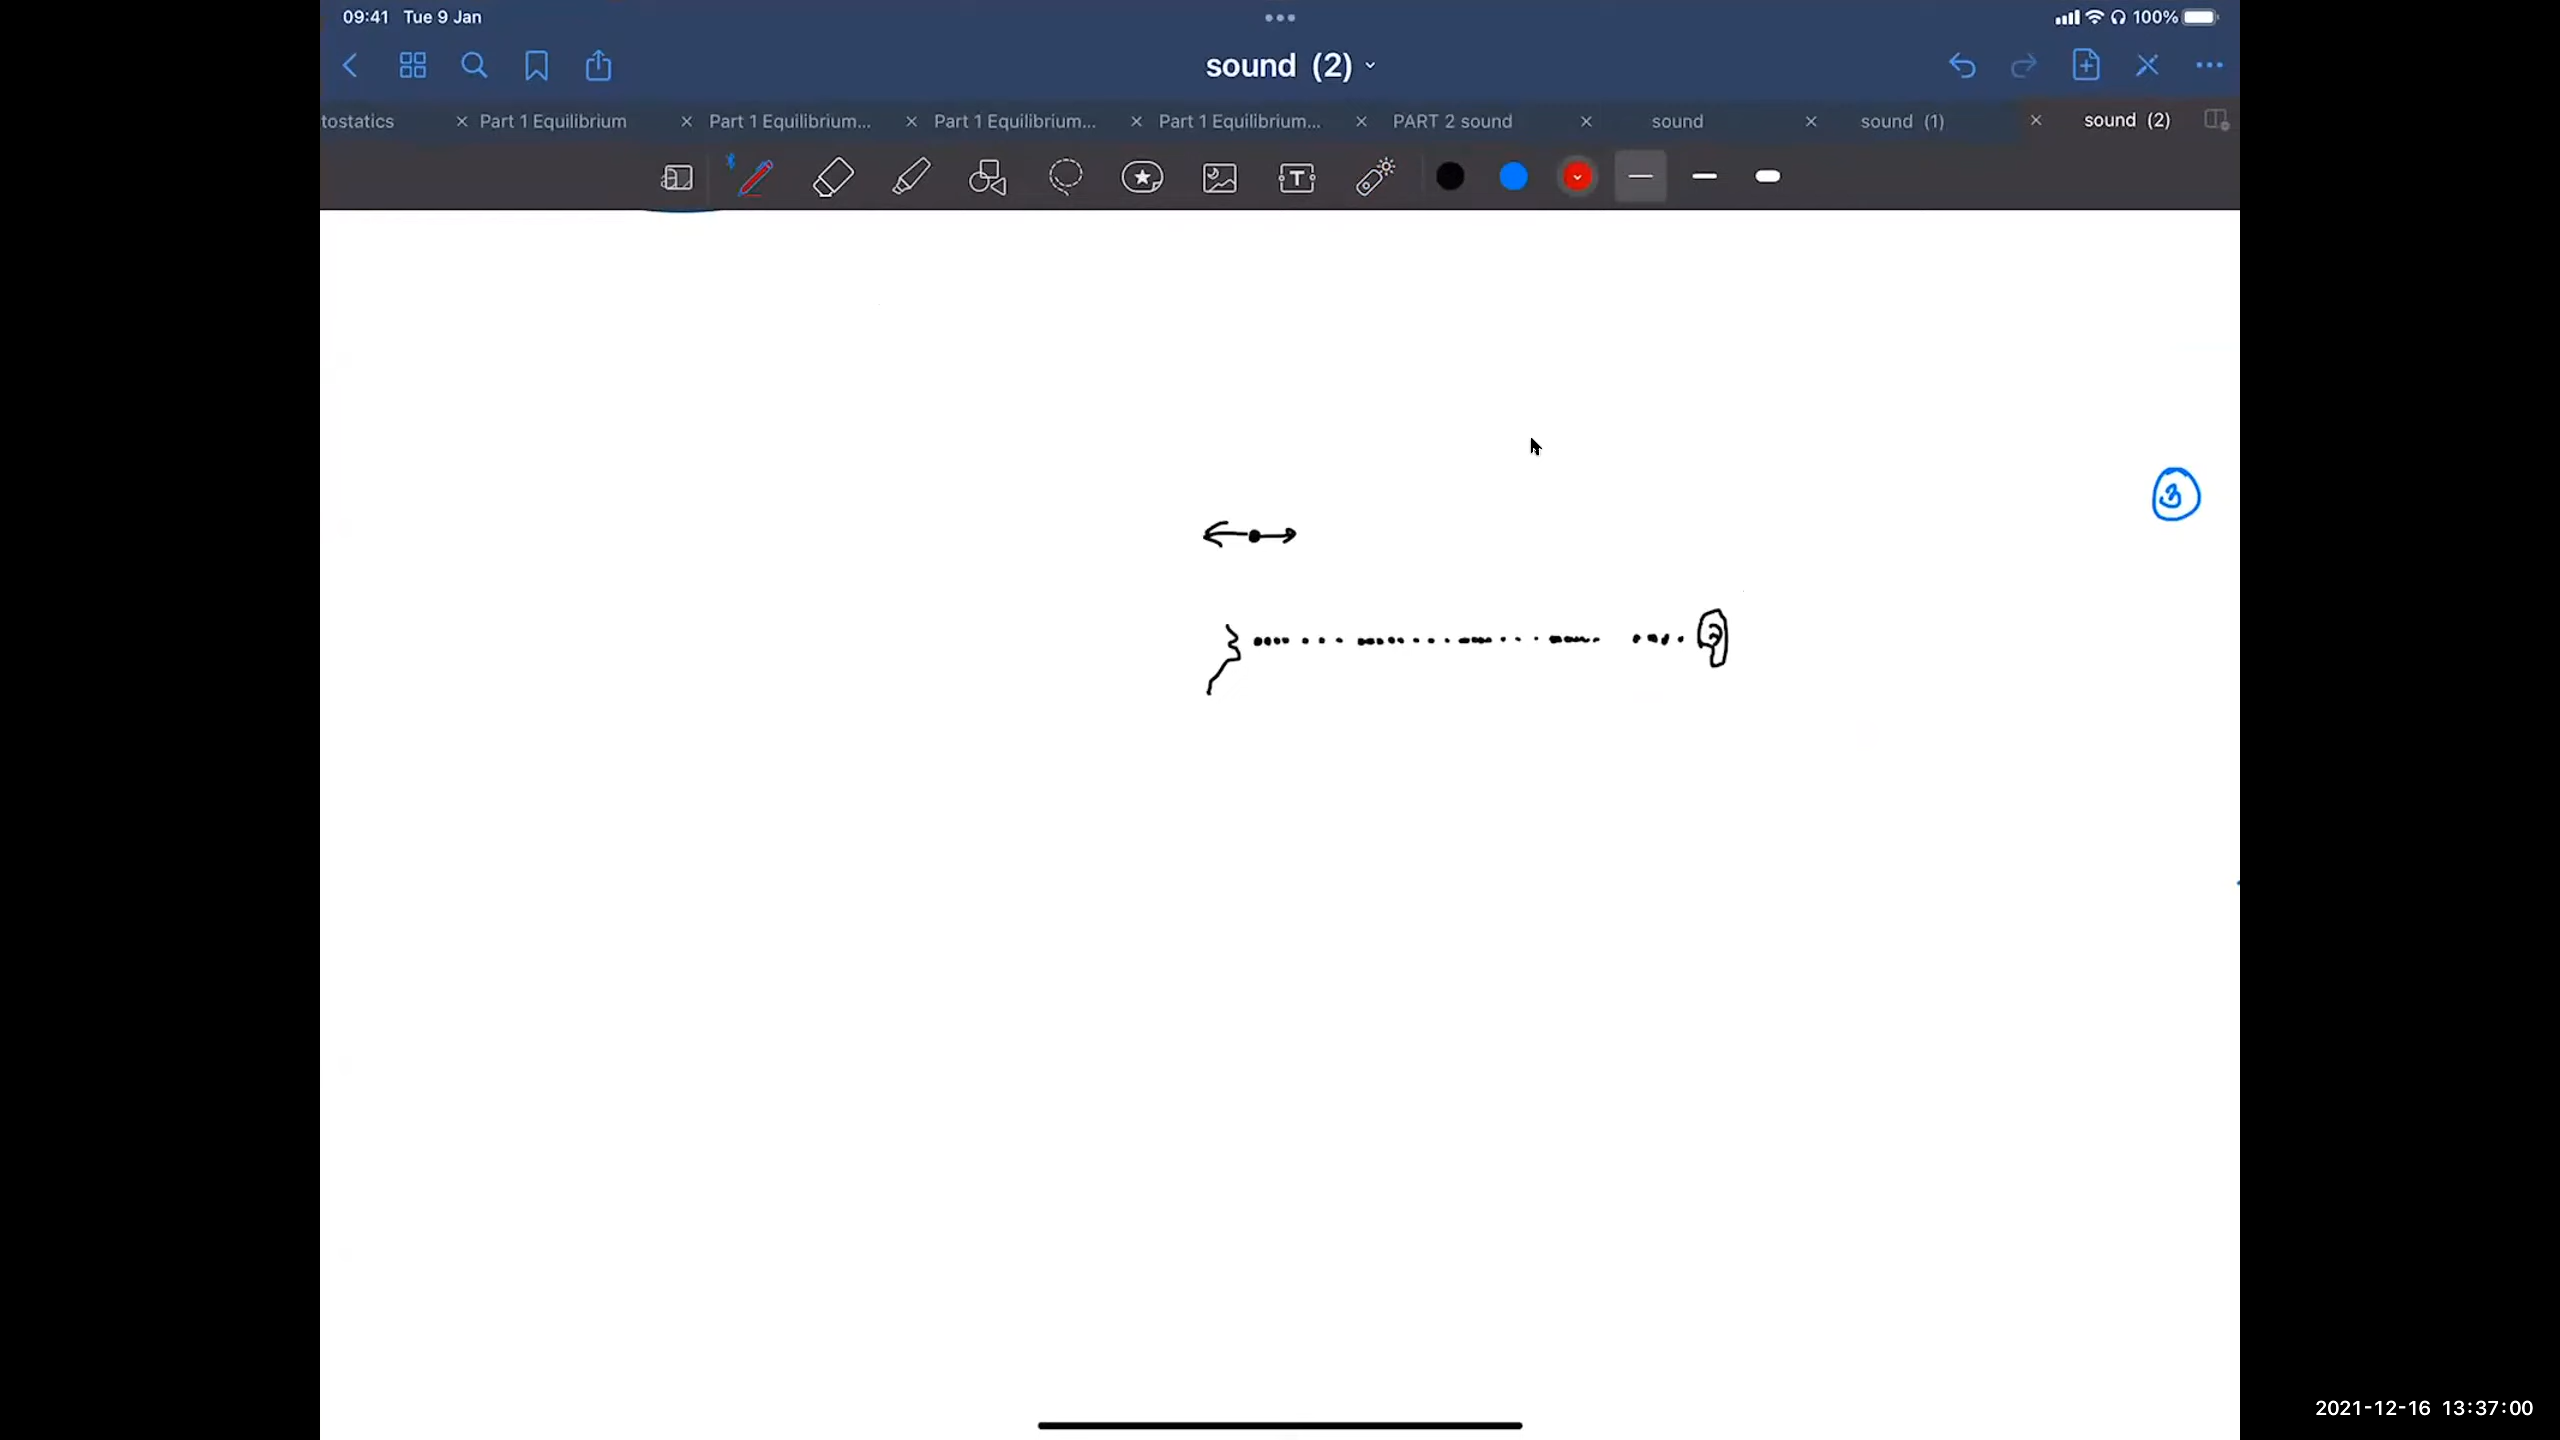 09:41 Tue 9 Jan
100%
sound (2)
tostatics
Part 1 Equilibrium
Part 1 Equilibrium...
Part 1 Equilibrium...
Part 1 Equilibrium...
PART 2 sound
sound
sound (1)
sound (2)
3
2021-12-16 13:37:00